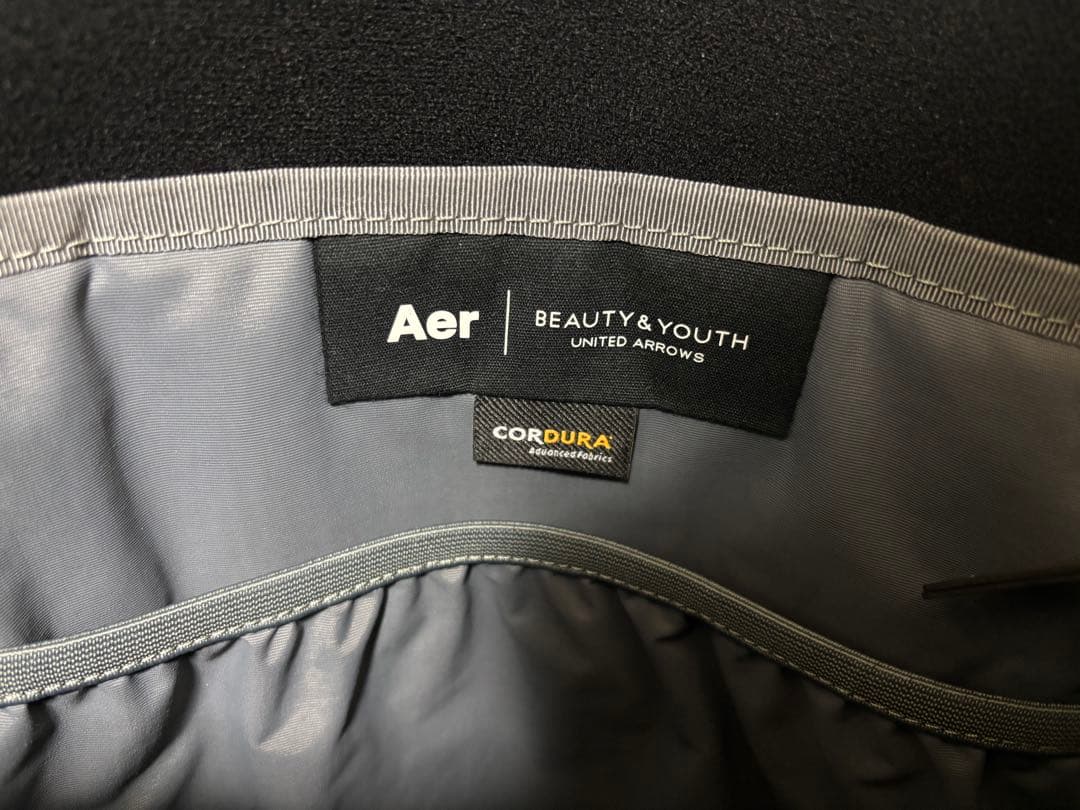 Aer
BEAUTY & YOUTH
UNITED ARROWS
CORDURA
Advanced Fabrics